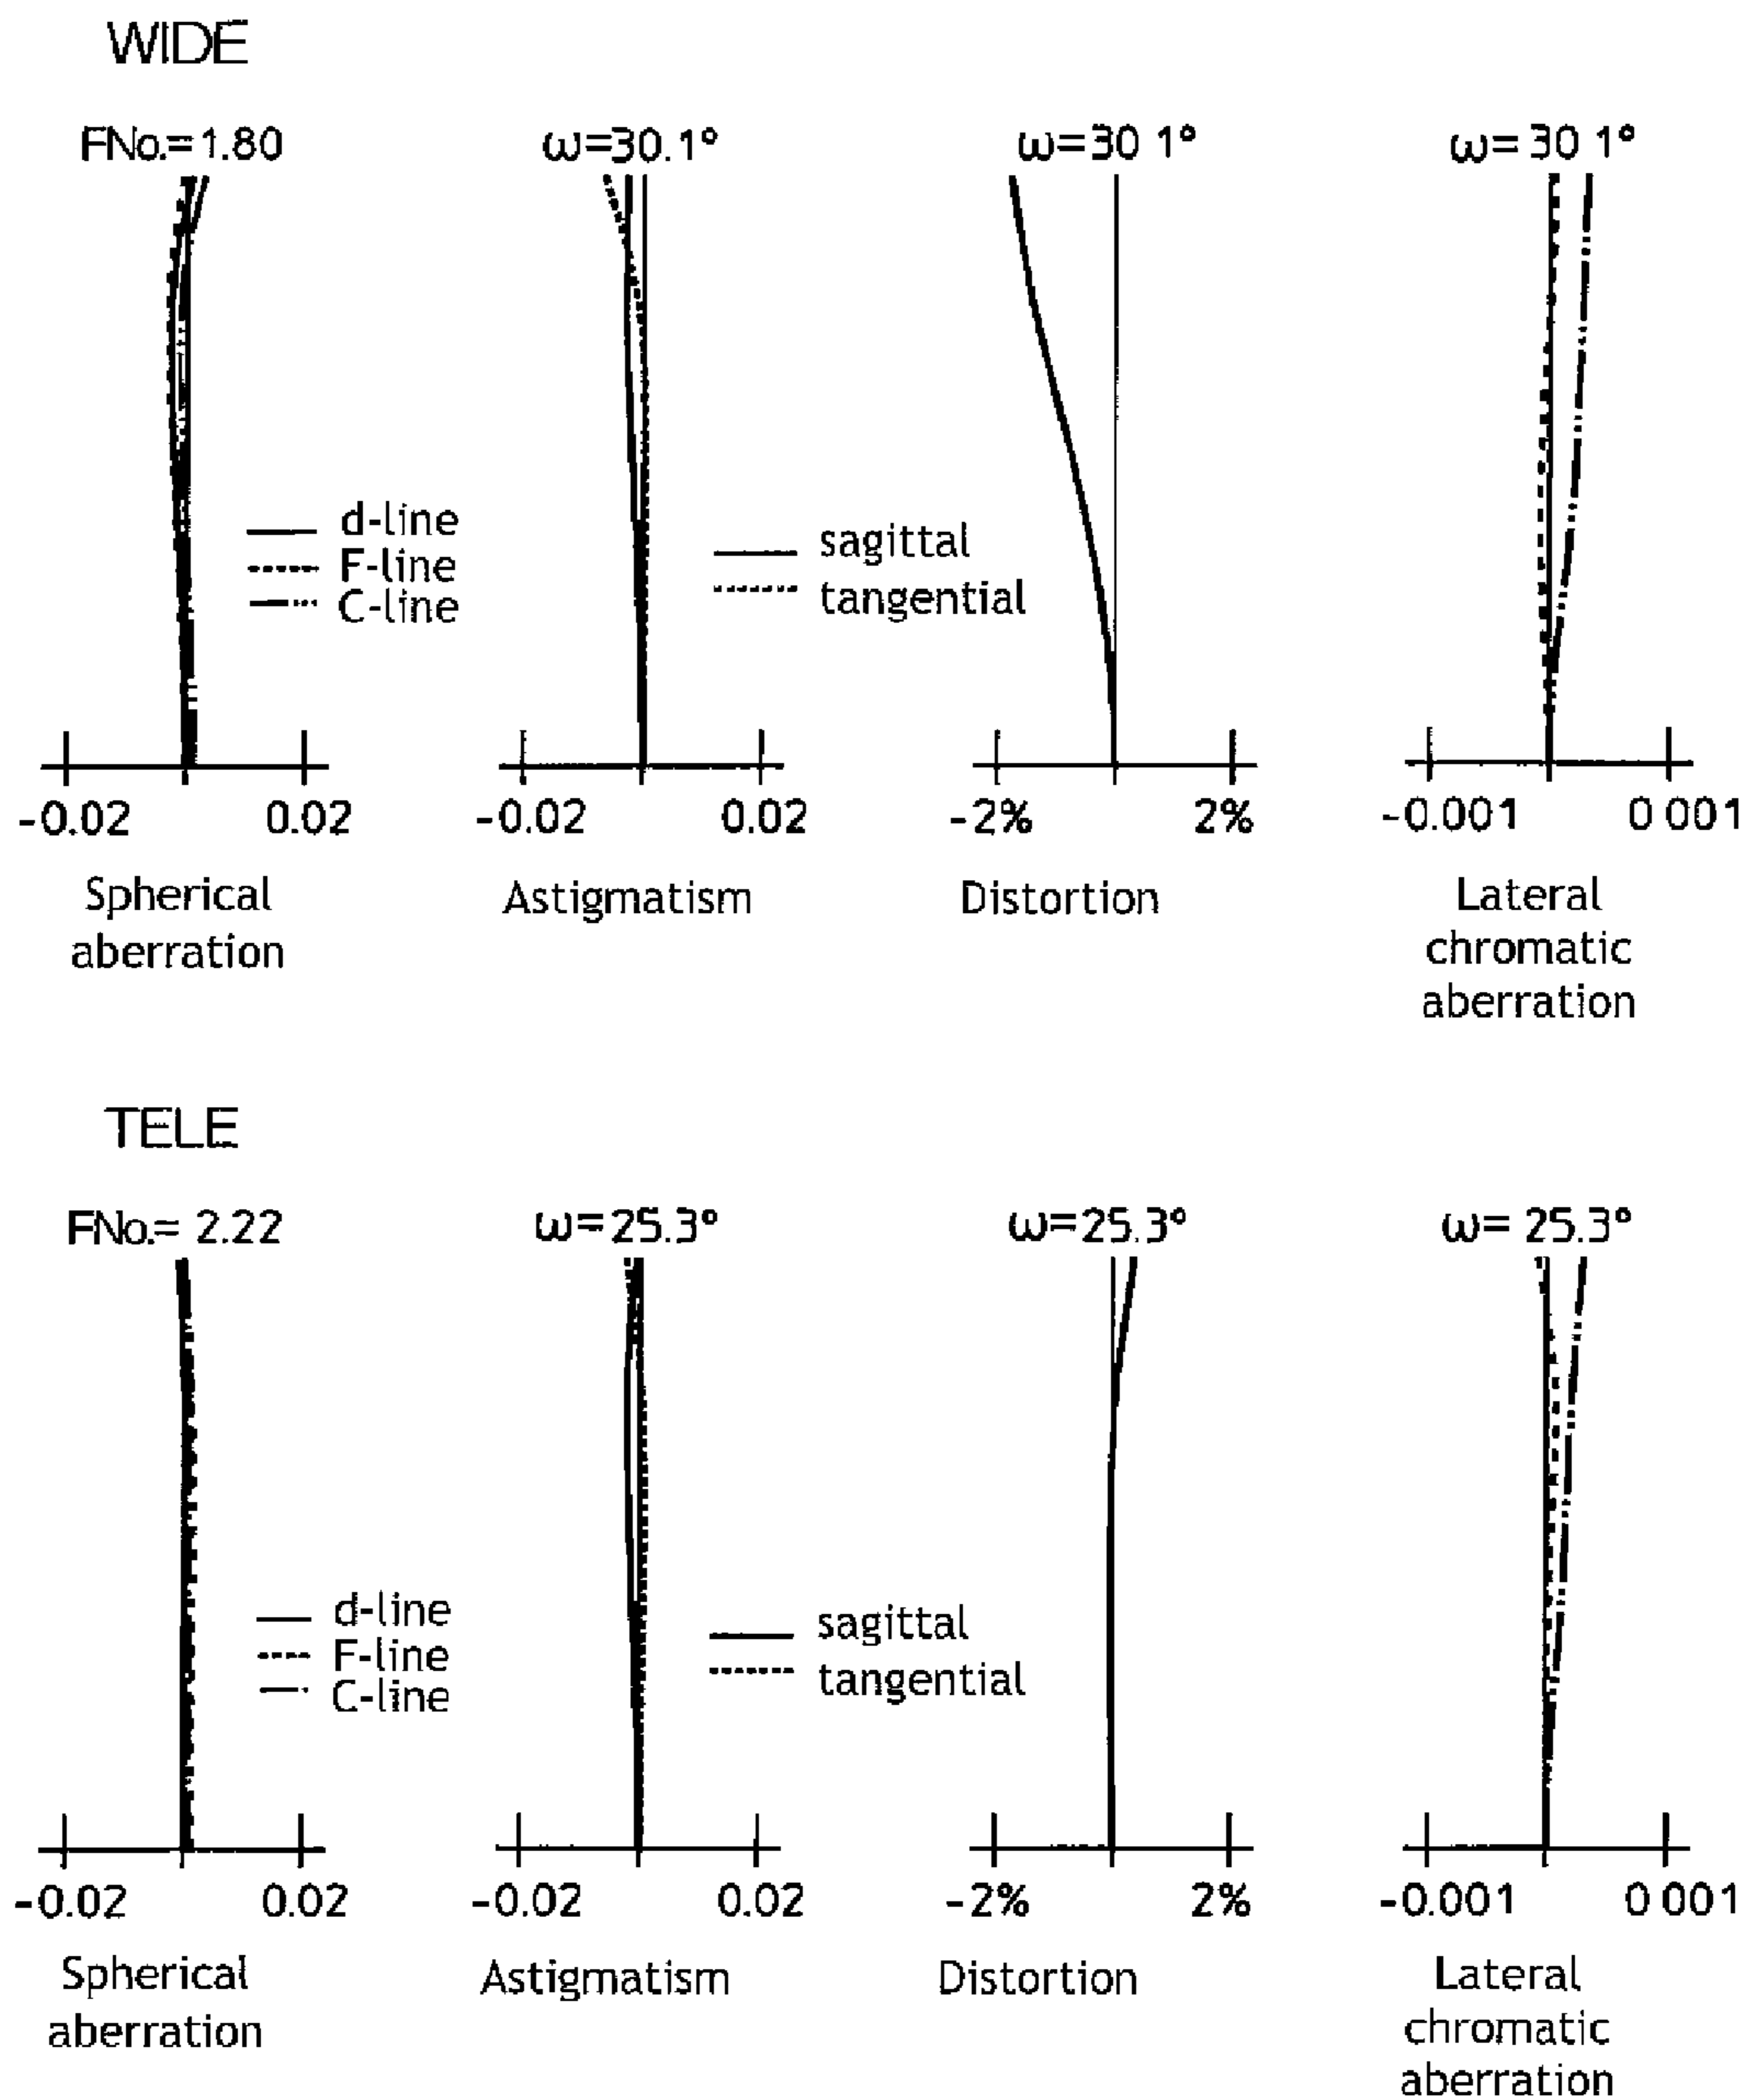 WIDE
FNo.=1.80
ω=30.1°
ω=30 1°
ω= 30 1°
d-line
F-line
C-line
sagittal
tangential
-0.02 0.02
-0.02 0.02
-2% 2%
-0.001 0 001
Spherical
aberration
Astigmatism
Distortion
Lateral
chromatic
aberration
TELE
FNo.= 2.22
ω=25.3°
ω=25.3°
ω= 25.3°
d-line
F-line
C-line
sagittal
tangential
-0.02 0.02
-0.02 0.02
-2% 2%
-0.001 0 001
Spherical
aberration
Astigmatism
Distortion
Lateral
chromatic
aberration